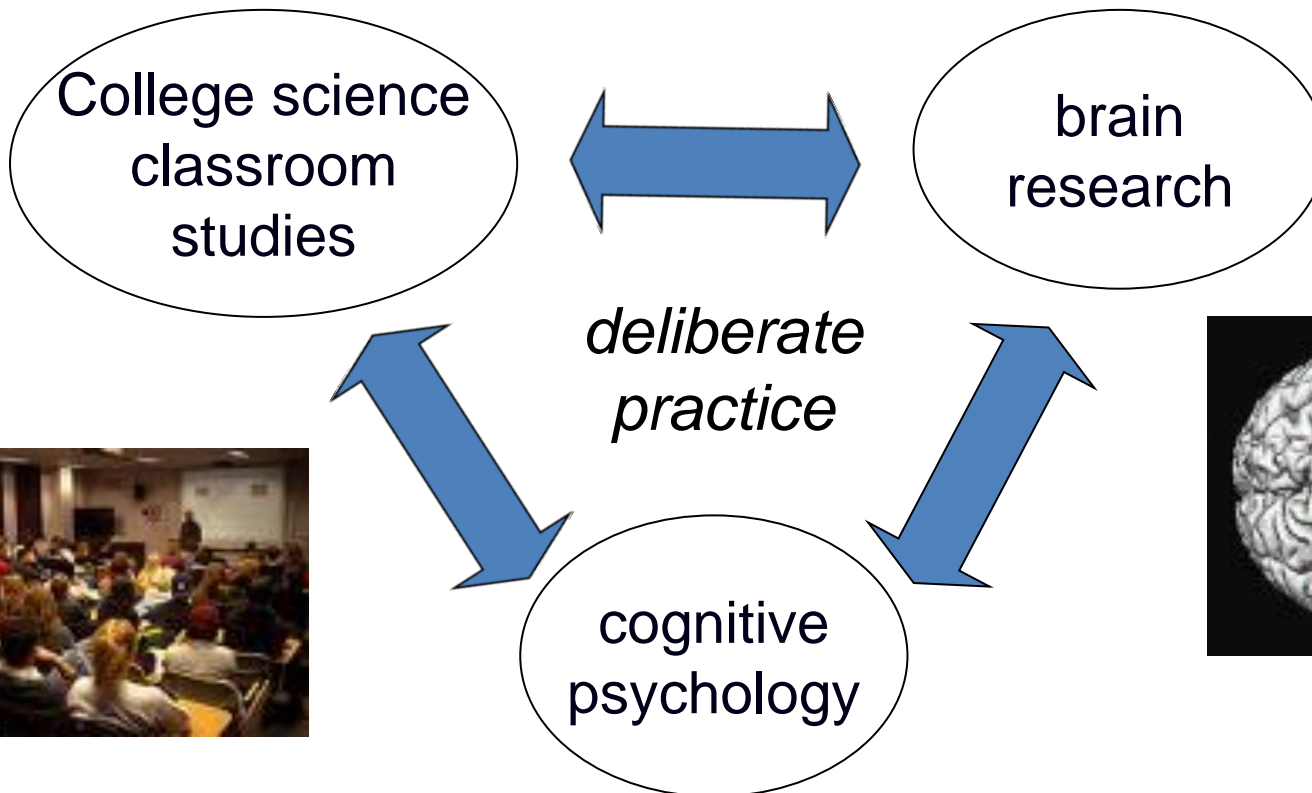 College science
classroom
studies
brain
research
deliberate
practice
cognitive
psychology